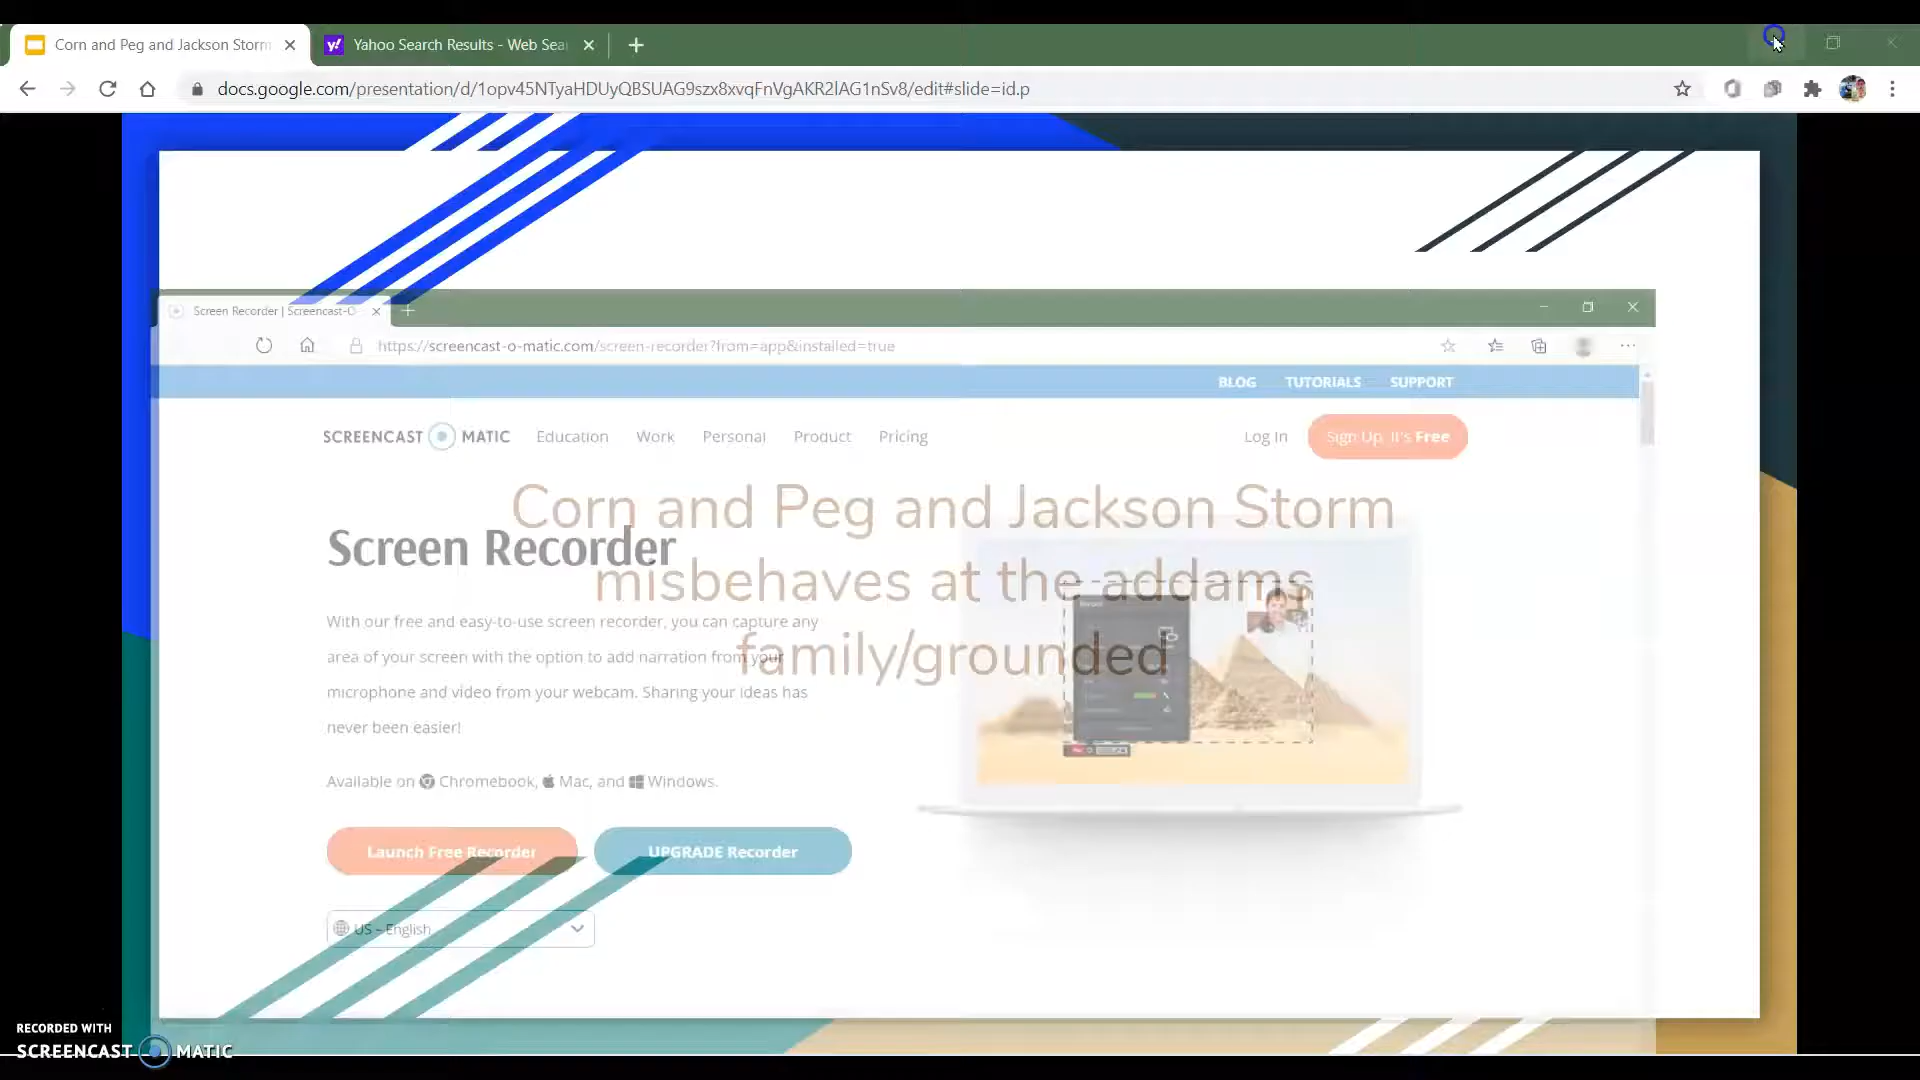 Corn and Peg and Jackson Storm
Yahoo Search Results - Web Sea
docs.google.com/presentation/d/1opv45NTyaHDUyQBSUAG9szx8xvqFnVgAKR2lAG1nSv8/edit#slide=id.p
Screen Recorder | Screencast-O
https://screencast-o-matic.com/screen-recorder?from=app&installed=true
BLOG TUTORIALS SUPPORT
SCREENCAST MATIC Education Work Personal Product Pricing Log In Sign Up, It's Free
Corn and Peg and Jackson Storm
misbehaves at the addams
family/grounded
Screen Recorder
With our free and easy-to-use screen recorder, you can capture any
area of your screen with the option to add narration from your
microphone and video from your webcam. Sharing your ideas has
never been easier!
Available on Chromebook, Mac, and Windows.
Launch Free Recorder UPGRADE Recorder
US – English
RECORDED WITH
SCREENCAST MATIC